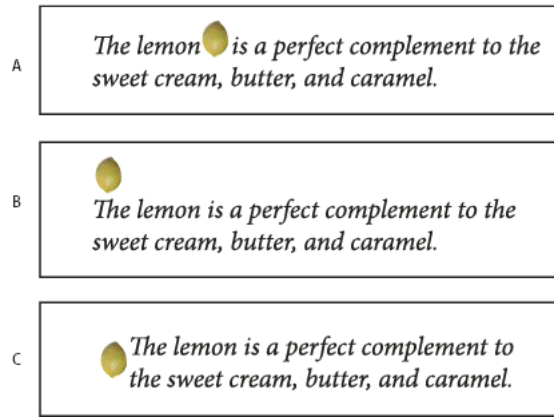 A
The lemon is a perfect complement to the
sweet cream, butter, and caramel.
B
The lemon is a perfect complement to the
sweet cream, butter, and caramel.
C
The lemon is a perfect complement to
the sweet cream, butter, and caramel.